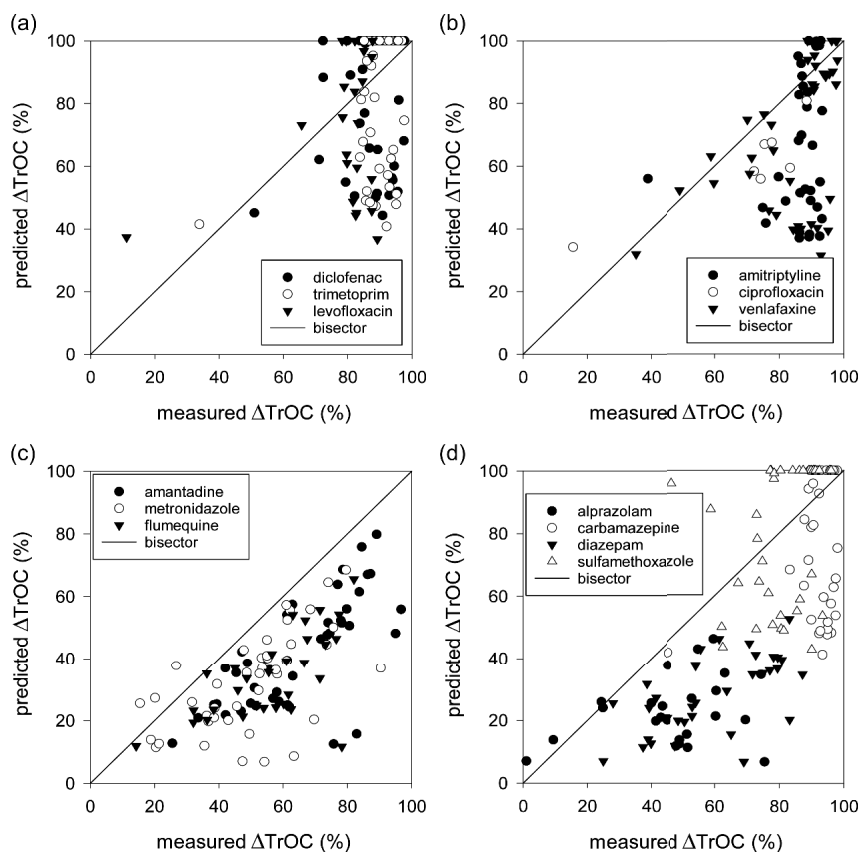 (a)
100
80
60
40
20
0
predicted ΔTrOC (%)
diclofenac
trimetoprim
levofloxacin
bisector
0 20 40 60 80 100
measured ΔTrOC (%)
(b)
100
80
60
40
20
0
predicted ΔTrOC (%)
amitriptyline
ciprofloxacin
venlafaxine
bisector
0 20 40 60 80 100
measured ΔTrOC (%)
(c)
100
80
60
40
20
0
predicted ΔTrOC (%)
amantadine
metronidazole
flumequine
bisector
0 20 40 60 80 100
measured ΔTrOC (%)
(d)
100
80
60
40
20
0
predicted ΔTrOC (%)
alprazolam
carbamazepine
diazepam
sulfamethoxazole
bisector
0 20 40 60 80 100
measured ΔTrOC (%)